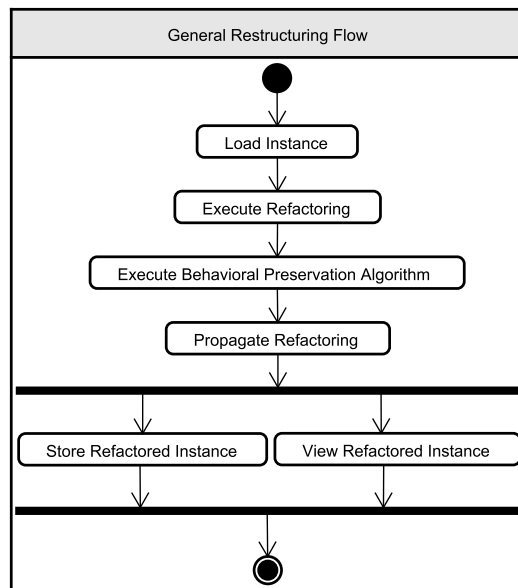 General Restructuring Flow
Load Instance
Execute Refactoring
Execute Behavioral Preservation Algorithm
Propagate Refactoring
Store Refactored Instance
View Refactored Instance